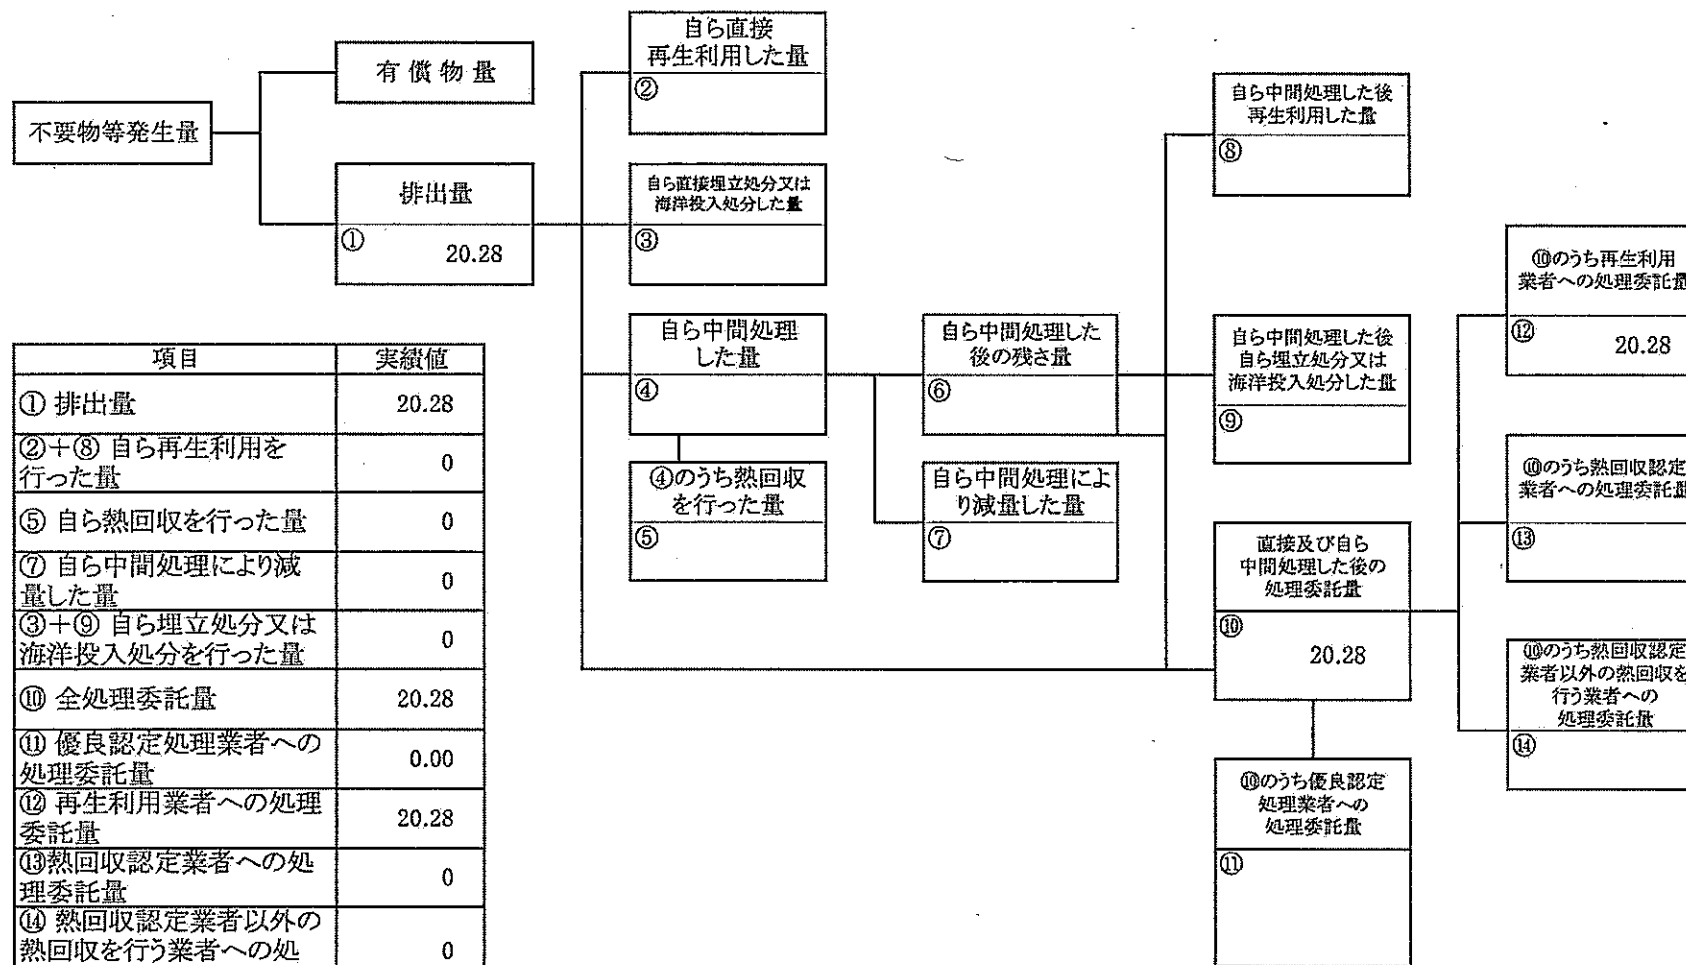 不要物等発生量
有償物量
排出量
①
20.28
自ら直接
再生利用した量
②
自ら直接埋立処分又は
海洋投入処分した量
③
自ら中間処理
した量
④
④のうち熱回収
を行った量
⑤
自ら中間処理した
後の残さ量
⑥
自ら中間処理によ
り減量した量
⑦
自ら中間処理した後
再生利用した量
⑧
自ら中間処理した後
自ら埋立処分又は
海洋投入処分した量
⑨
直接及び自ら
中間処理した後の
処理委託量
⑩
20.28
⑩のうち優良認定
処理業者への
処理委託量
⑪
⑩のうち再生利用
業者への処理委託量
⑫
20.28
⑩のうち熱回収認定
業者への処理委託量
⑬
⑩のうち熱回収認定
業者以外の熱回収を
行う業者への
処理委託量
⑭
項目 実績値
① 排出量 20.28
②+⑧ 自ら再生利用を
行った量 0
⑤ 自ら熱回収を行った量 0
⑦ 自ら中間処理により減
量した量 0
③+⑨ 自ら埋立処分又は
海洋投入処分を行った量 0
⑩ 全処理委託量 20.28
⑪ 優良認定処理業者への
処理委託量 0.00
⑫ 再生利用業者への処理
委託量 20.28
⑬熱回収認定業者への処
理委託量 0
⑭ 熱回収認定業者以外の
熱回収を行う業者への処 0